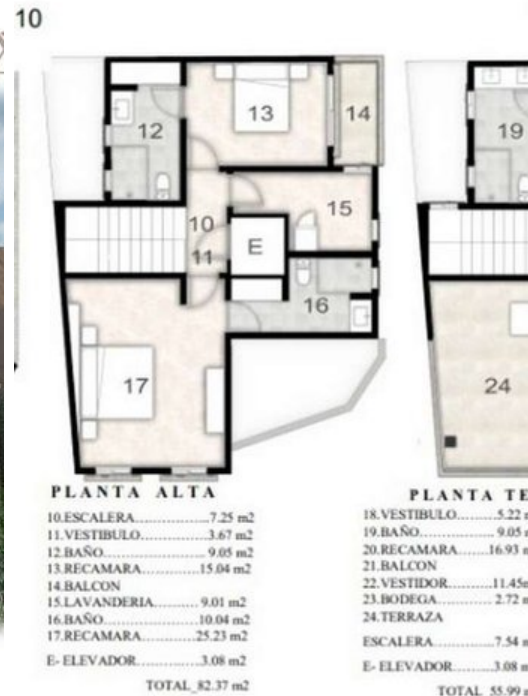 10
12
13
14
15
10
11
E
16
17
19
24
PLANTA ALTA
10.ESCALERA..............7.25 m2
11.VESTIBULO..............3.67 m2
12.BAÑO...................... 9.05 m2
13.RECAMARA............15.04 m2
14.BALCON
15.LAVANDERIA......... 9.01 m2
16.BAÑO.....................10.04 m2
17.RECAMARA............25.23 m2
E- ELEVADOR..............3.08 m2
TOTAL_82.37 m2
PLANTA TE
18.VESTIBULO..........5.22
19.BAÑO................... 9.05
20.RECAMARA.......16.93
21.BALCON
22.VESTIDOR..........11.45
23.BODEGA............ 2.72
24.TERRAZA
ESCALERA..............7.54
E- ELEVADOR..........3.08
TOTAL_55.99